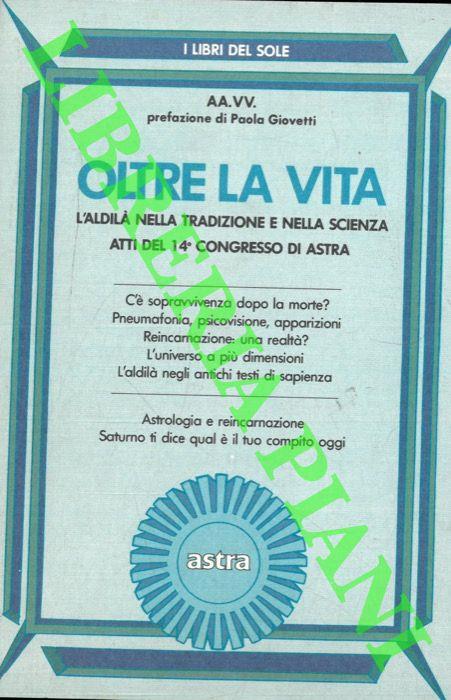 I LIBRI DEL SOLE
AA.VV.
prefazione di Paola Giovetti
OLTRE LA VITA
L'ALDILÀ NELLA TRADIZIONE E NELLA SCIENZA
ATTI DEL 14° CONGRESSO DI ASTRA
C'è sopravvivenza dopo la morte?
Pneumafonia, psicovisione, apparizioni
Reincarnazione: una realtà?
L'universo a più dimensioni
L'aldilà negli antichi testi di sapienza
Astrologia e reincarnazione
Saturno ti dice qual è il tuo compito oggi
astra
LIBRERIA PIANI